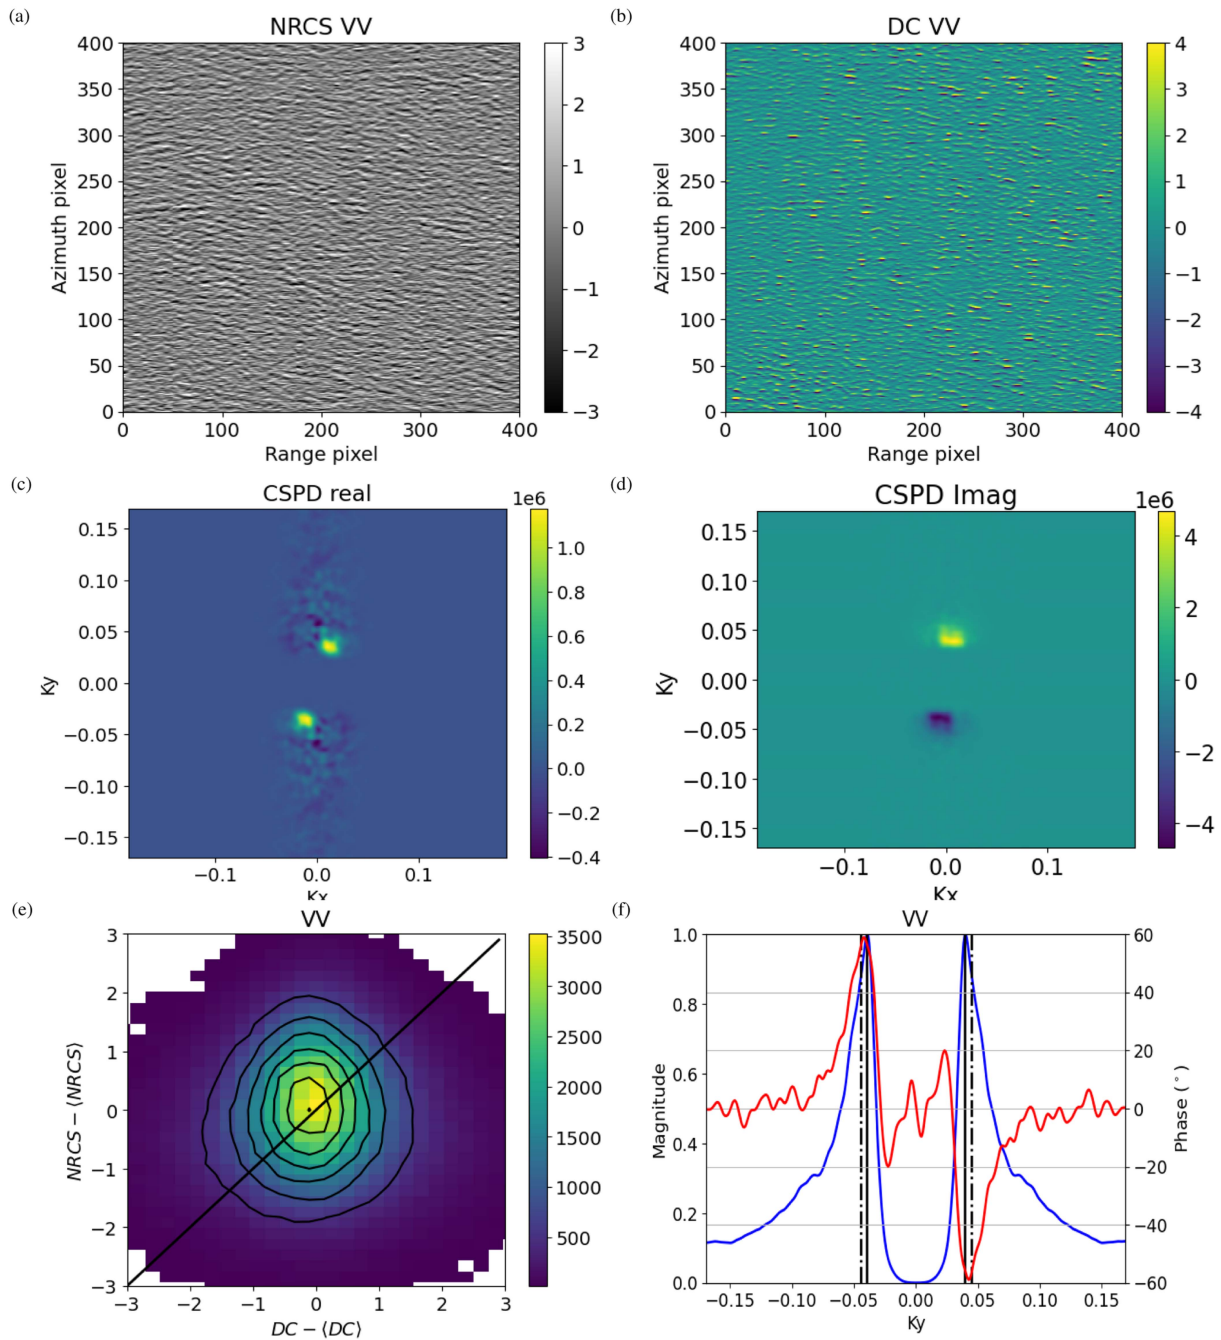 (a)
NRCS VV
400
350
300
250
200
150
100
50
0
Azimuth pixel
0 100 200 300 400
Range pixel
3
2
1
0
−1
−2
−3
(b)
DC VV
400
350
300
250
200
150
100
50
0
Azimuth pixel
0 100 200 300 400
Range pixel
4
3
2
1
0
−1
−2
−3
−4
(c)
CSPD real
1e6
0.15
0.10
0.05
0.00
−0.05
−0.10
−0.15
Ky
−0.1 0.0 0.1
Kx
1.0
0.8
0.6
0.4
0.2
0.0
−0.2
−0.4
(d)
CSPD Imag
1e6
0.15
0.10
0.05
0.00
−0.05
−0.10
−0.15
Ky
−0.1 0.0 0.1
Kx
4
2
0
−2
−4
(e)
VV
3
2
1
0
−1
−2
−3
NRCS − ⟨NRCS⟩
−3 −2 −1 0 1 2 3
DC − ⟨DC⟩
3500
3000
2500
2000
1500
1000
500
(f)
VV
1.0
0.8
0.6
0.4
0.2
0.0
Magnitude
−0.15 −0.10 −0.05 0.00 0.05 0.10 0.15
Ky
60
40
20
0
−20
−40
−60
Phase (°)